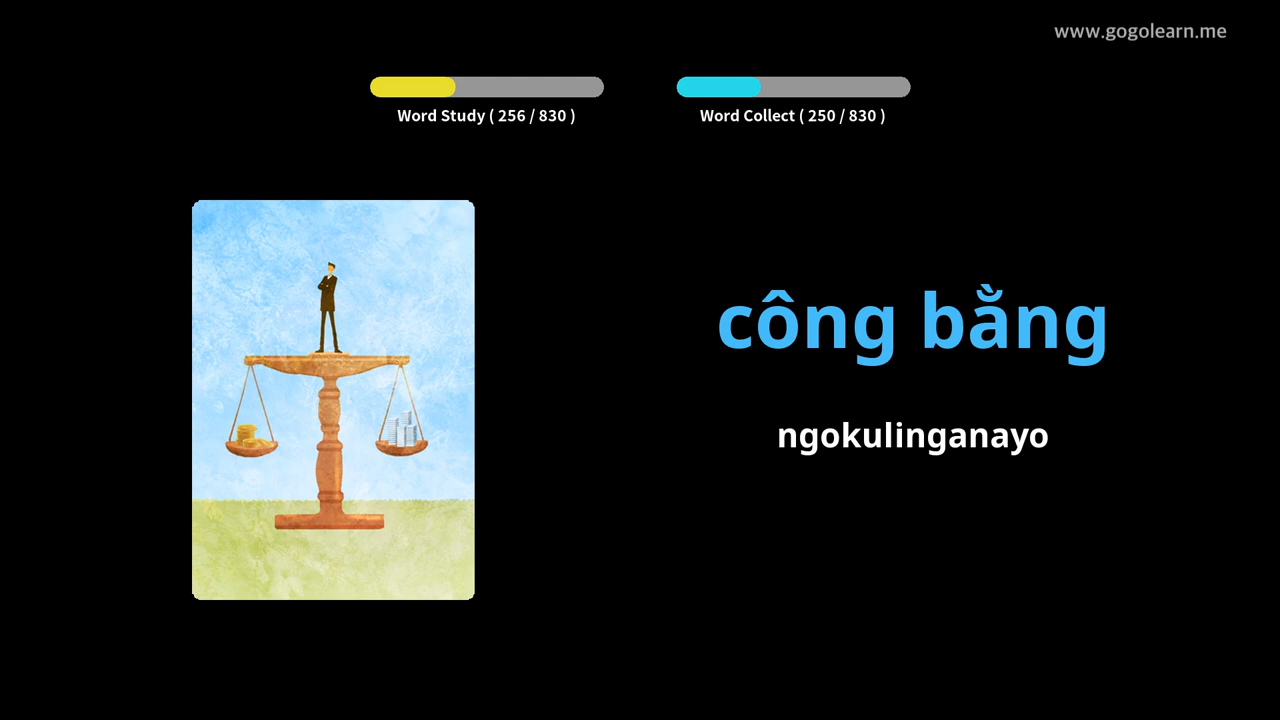 www.gogolearn.me
Word Study ( 256 / 830 )
Word Collect ( 250 / 830 )
công bằng
ngokulinganayo